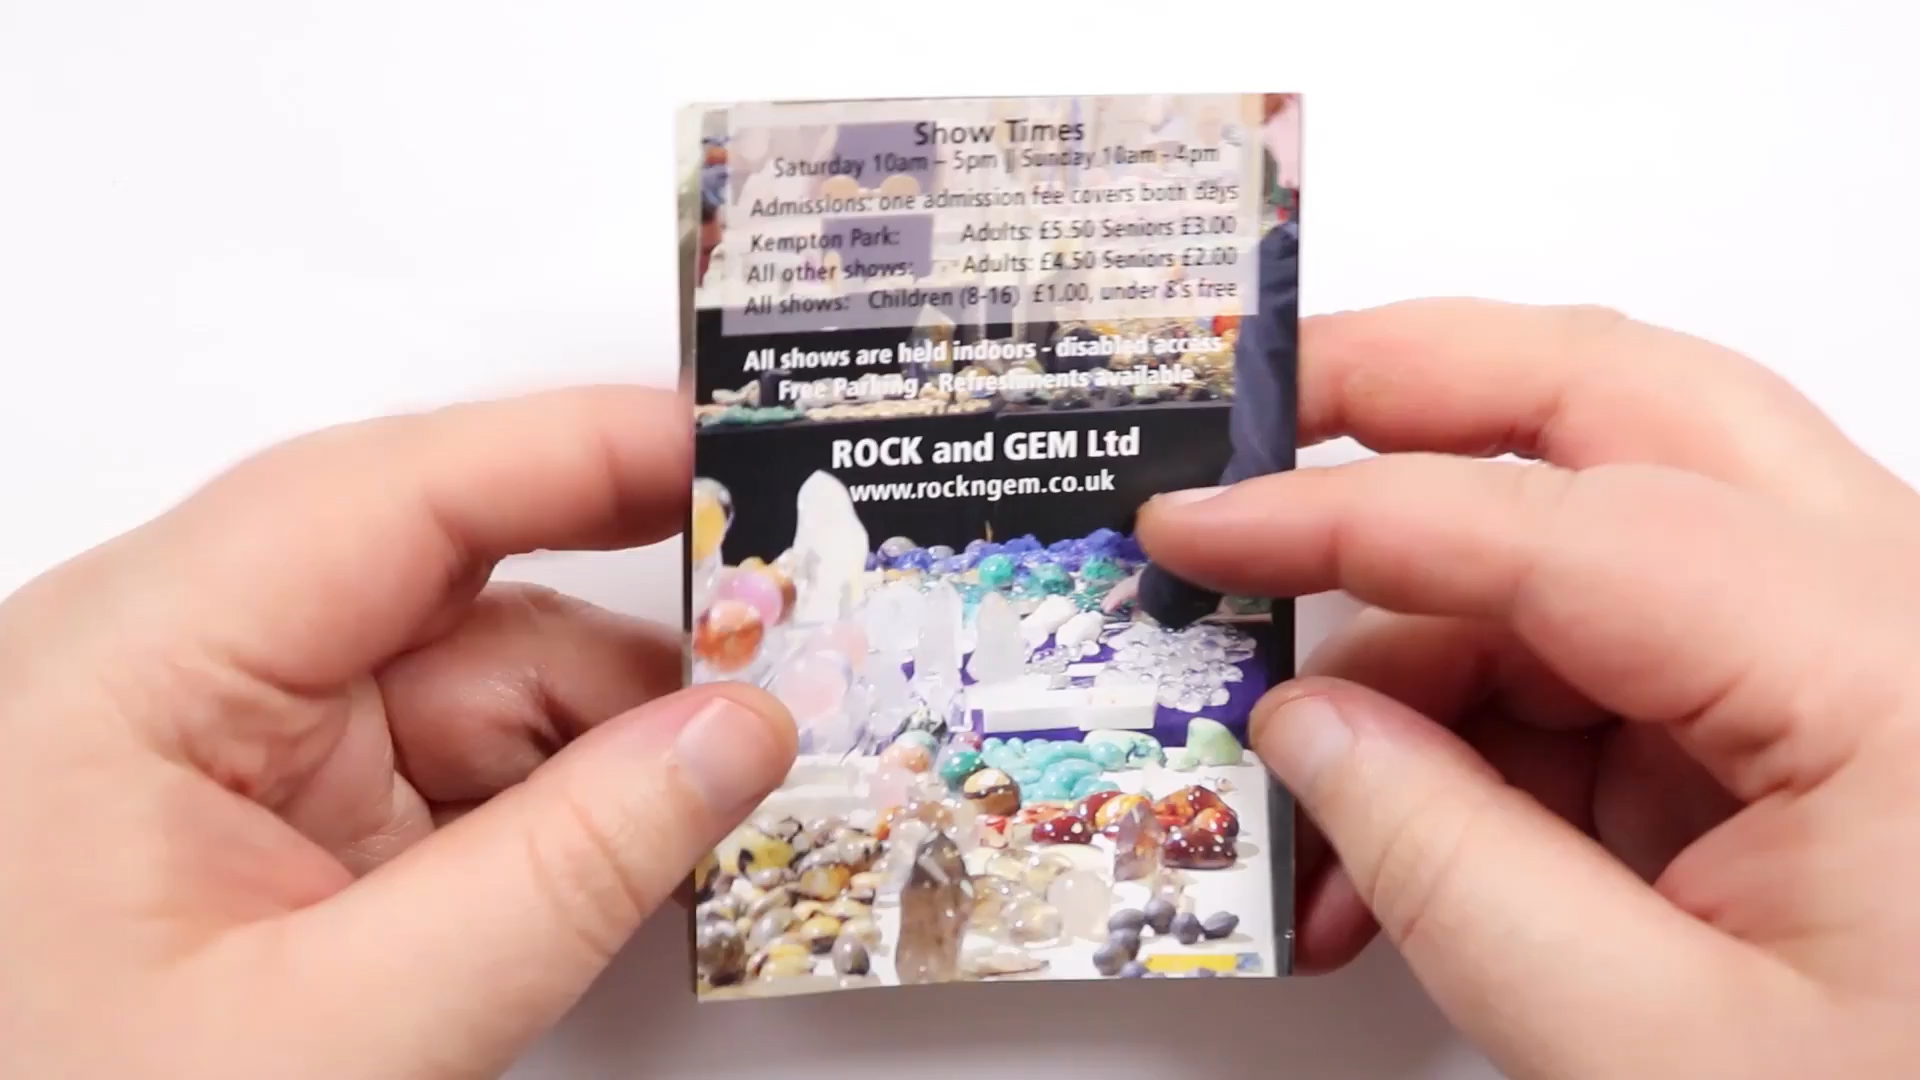 Show Times
Saturday 10am - 5pm || Sunday 10am - 4pm
Admissions: one admission fee covers both days
Kempton Park: Adults: £5.50 Seniors £3.00
All other shows: Adults: £4.50 Seniors £2.00
All shows: Children (8-16) £1.00, under 8's free
All shows are held indoors - disabled access
Free Parking - Refreshments available
ROCK and GEM Ltd
www.rockngem.co.uk